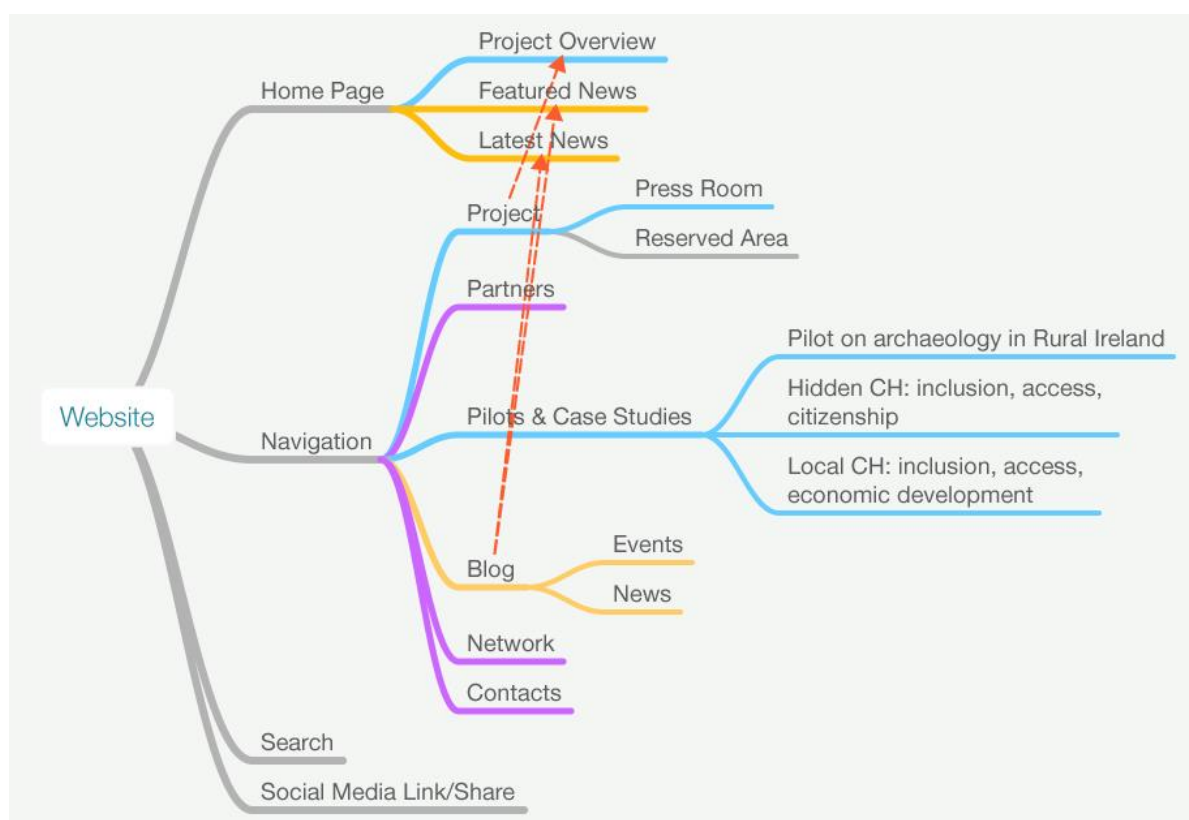 Project Overview
Home Page
Featured News
Latest News
Project
Press Room
Reserved Area
Partners
Pilot on archaeology in Rural Ireland
Hidden CH: inclusion, access,
citizenship
Website
Pilots & Case Studies
Navigation
Local CH: inclusion, access,
economic development
Blog
Events
News
Network
Contacts
Search
Social Media Link/Share